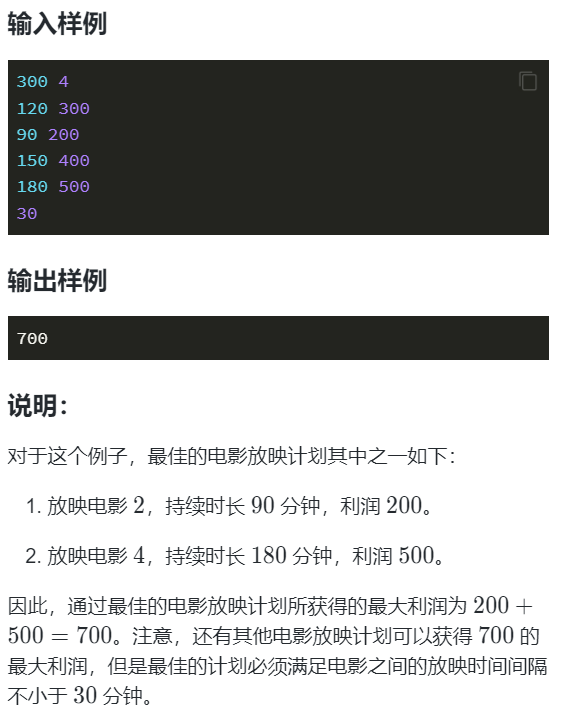 输入样例
300 4
120 300
90 200
150 400
180 500
30
输出样例
700
说明：
对于这个例子，最佳的电影放映计划其中之一如下：
1. 放映电影 2，持续时长 90 分钟，利润 200。
2. 放映电影 4，持续时长 180 分钟，利润 500。
因此，通过最佳的电影放映计划所获得的最大利润为 200 +
500 = 700。注意，还有其他电影放映计划可以获得 700 的
最大利润，但是最佳的计划必须满足电影之间的放映时间间隔
不小于 30 分钟。